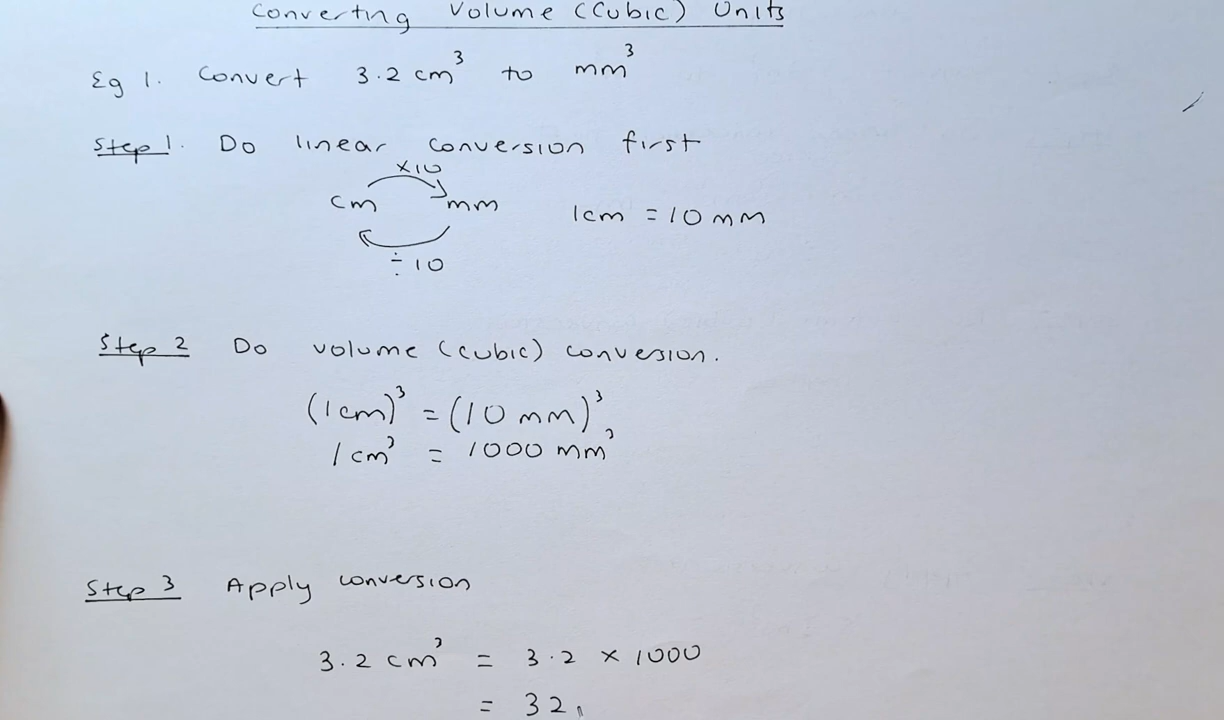 Converting Volume (Cubic) Units
Eg 1. Convert 3.2 cm³ to mm³
Step 1. Do linear conversion first
×10
cm mm 1cm = 10 mm
÷ 10
Step 2 Do volume (cubic) conversion.
(1cm)³ = (10 mm)³
1 cm³ = 1000 mm³
Step 3 Apply conversion
3.2 cm³ = 3.2 × 1000
= 32